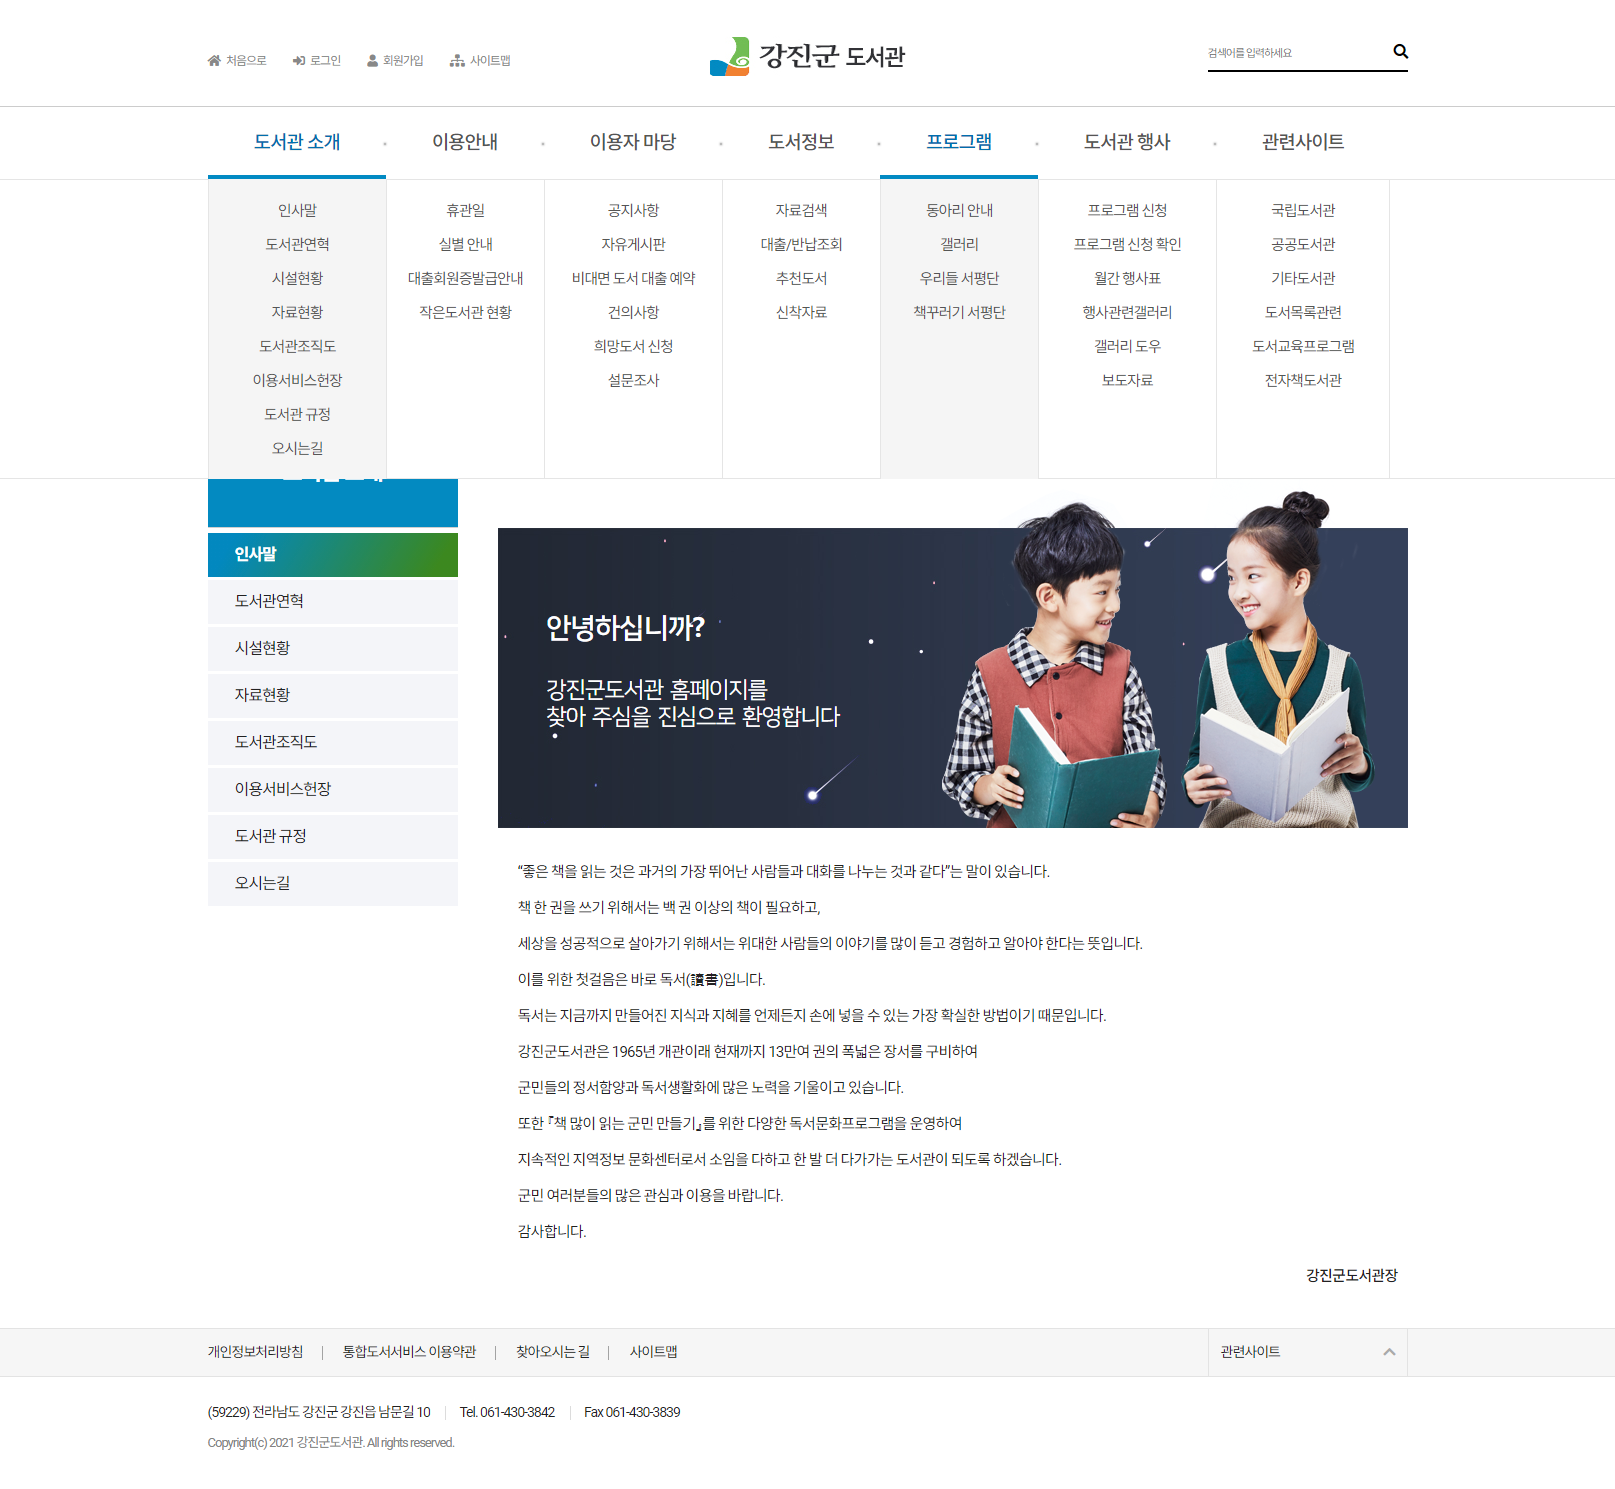 처음으로 로그인 회원가입 사이트맵
강진군 도서관
검색어를 입력하세요
도서관 소개 이용안내 이용자 마당 도서정보 프로그램 도서관 행사 관련사이트
인사말
도서관연혁
시설현황
자료현황
도서관조직도
이용서비스헌장
도서관 규정
오시는길
휴관일
실별 안내
대출회원증발급안내
작은도서관 현황
공지사항
자유게시판
비대면 도서 대출 예약
건의사항
희망도서 신청
설문조사
자료검색
대출/반납조회
추천도서
신착자료
동아리 안내
갤러리
우리들 서평단
책꾸러기 서평단
프로그램 신청
프로그램 신청 확인
월간 행사표
행사관련갤러리
갤러리 도우
보도자료
국립도서관
공공도서관
기타도서관
도서목록관련
도서교육프로그램
전자책도서관
인사말
도서관연혁
시설현황
자료현황
도서관조직도
이용서비스헌장
도서관 규정
오시는길
안녕하십니까?
강진군도서관 홈페이지를
찾아 주심을 진심으로 환영합니다
“좋은 책을 읽는 것은 과거의 가장 뛰어난 사람들과 대화를 나누는 것과 같다”는 말이 있습니다.
책 한 권을 쓰기 위해서는 백 권 이상의 책이 필요하고,
세상을 성공적으로 살아가기 위해서는 위대한 사람들의 이야기를 많이 듣고 경험하고 알아야 한다는 뜻입니다.
이를 위한 첫걸음은 바로 독서(讀書)입니다.
독서는 지금까지 만들어진 지식과 지혜를 언제든지 손에 넣을 수 있는 가장 확실한 방법이기 때문입니다.
강진군도서관은 1965년 개관이래 현재까지 13만여 권의 폭넓은 장서를 구비하여
군민들의 정서함양과 독서생활화에 많은 노력을 기울이고 있습니다.
또한 『책 많이 읽는 군민 만들기』를 위한 다양한 독서문화프로그램을 운영하여
지속적인 지역정보 문화센터로서 소임을 다하고 한 발 더 다가가는 도서관이 되도록 하겠습니다.
군민 여러분들의 많은 관심과 이용을 바랍니다.
감사합니다.
강진군도서관장
개인정보처리방침 통합도서서비스 이용약관 찾아오시는 길 사이트맵 관련사이트
(59229) 전라남도 강진군 강진읍 남문길 10 Tel. 061-430-3842 Fax 061-430-3839
Copyright(c) 2021 강진군도서관. All rights reserved.